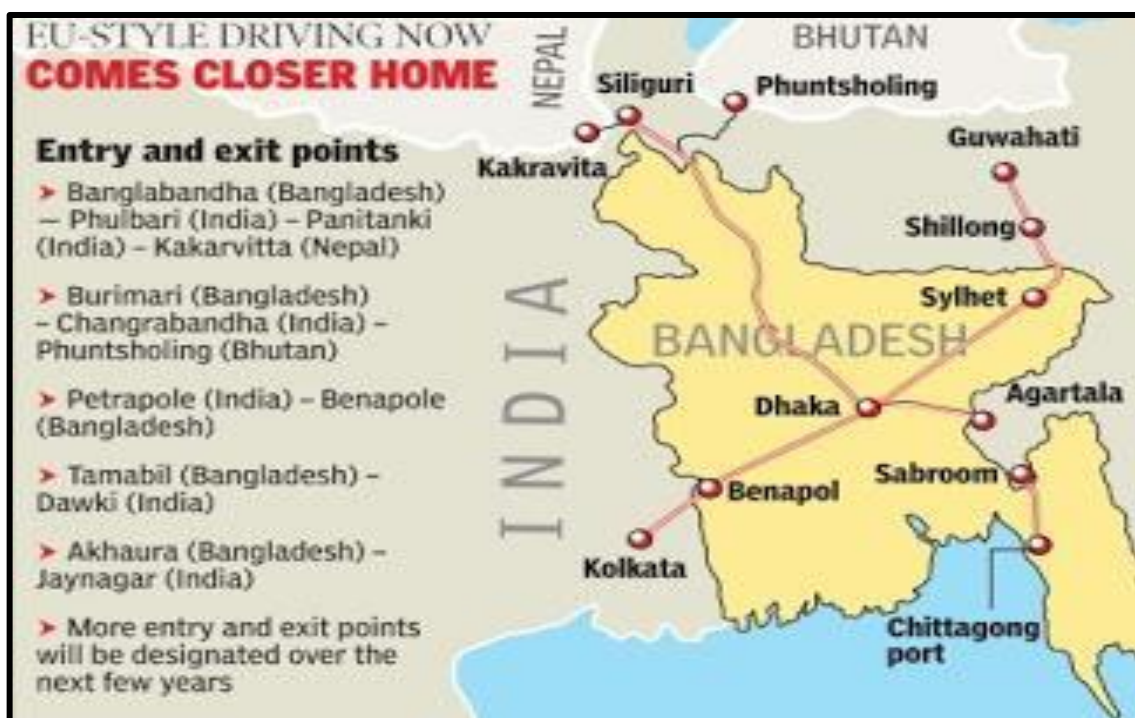 EU-STYLE DRIVING NOW
COMES CLOSER HOME
Entry and exit points
➤ Banglabandha (Bangladesh)
– Phulbari (India) – Panitanki
(India) – Kakarvitta (Nepal)
➤ Burimari (Bangladesh)
– Changrabandha (India) –
Phuntsholing (Bhutan)
➤ Petrapole (India) – Benapole
(Bangladesh)
➤ Tamabil (Bangladesh) –
Dawki (India)
➤ Akhaura (Bangladesh) –
Jaynagar (India)
➤ More entry and exit points
will be designated over the
next few years
NEPAL
BHUTAN
Siliguri
Phuntsholing
Kakravita
Guwahati
Shillong
Sylhet
INDIA
BANGLADESH
Dhaka
Agartala
Sabroom
Benapol
Kolkata
Chittagong
port